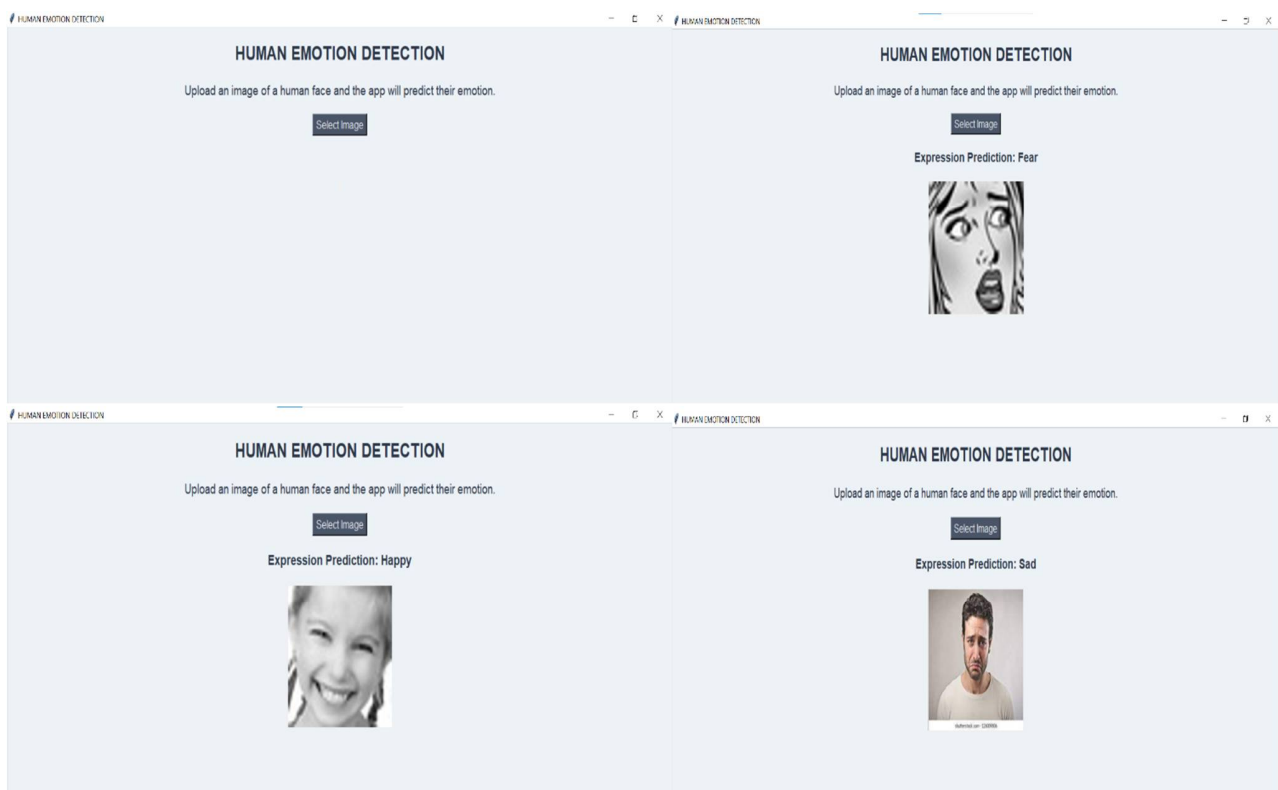 HUMAN EMOTION DETECTION
HUMAN EMOTION DETECTION
Upload an image of a human face and the app will predict their emotion.
Select Image
HUMAN EMOTION DETECTION
HUMAN EMOTION DETECTION
Upload an image of a human face and the app will predict their emotion.
Select Image
Expression Prediction: Fear
HUMAN EMOTION DETECTION
HUMAN EMOTION DETECTION
Upload an image of a human face and the app will predict their emotion.
Select Image
Expression Prediction: Happy
HUMAN EMOTION DETECTION
HUMAN EMOTION DETECTION
Upload an image of a human face and the app will predict their emotion.
Select Image
Expression Prediction: Sad